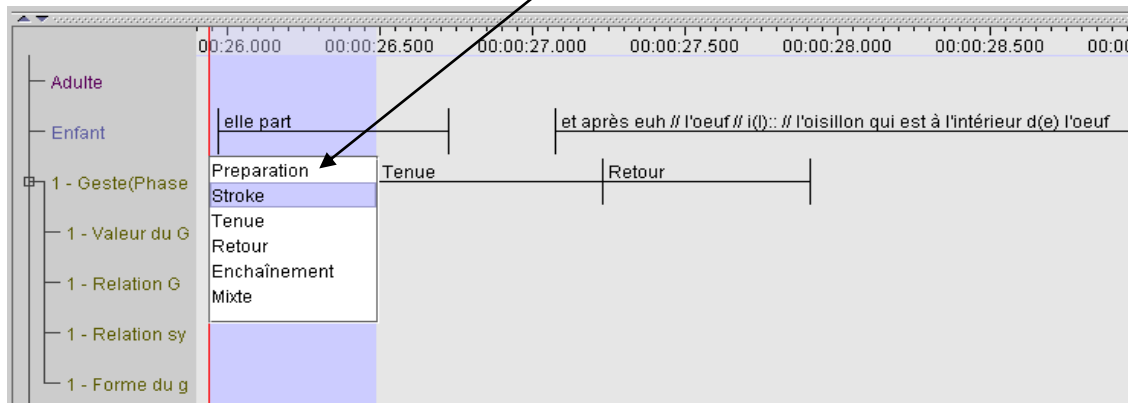 00:26.000 00:00:26.500 00:00:27.000 00:00:27.500 00:00:28.000 00:00:28.500 00:00
Adulte
Enfant elle part et après euh // l'oeuf // i(l):: // l'oisillon qui est à l'intérieur d(e) l'oeuf
1 - Geste(Phase Preparation Tenue Retour
Stroke
1 - Valeur du G Tenue
Retour
1 - Relation G Enchaînement
Mixte
1 - Relation sy
1 - Forme du g